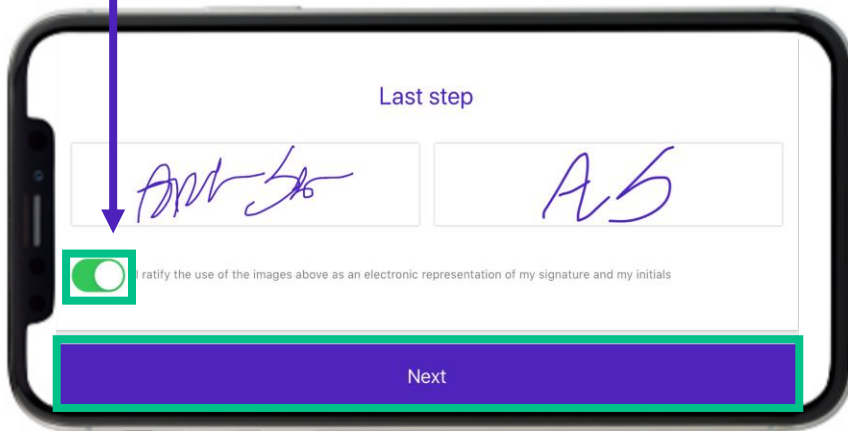 Last step
AS
I ratify the use of the images above as an electronic representation of my signature and my initials
Next